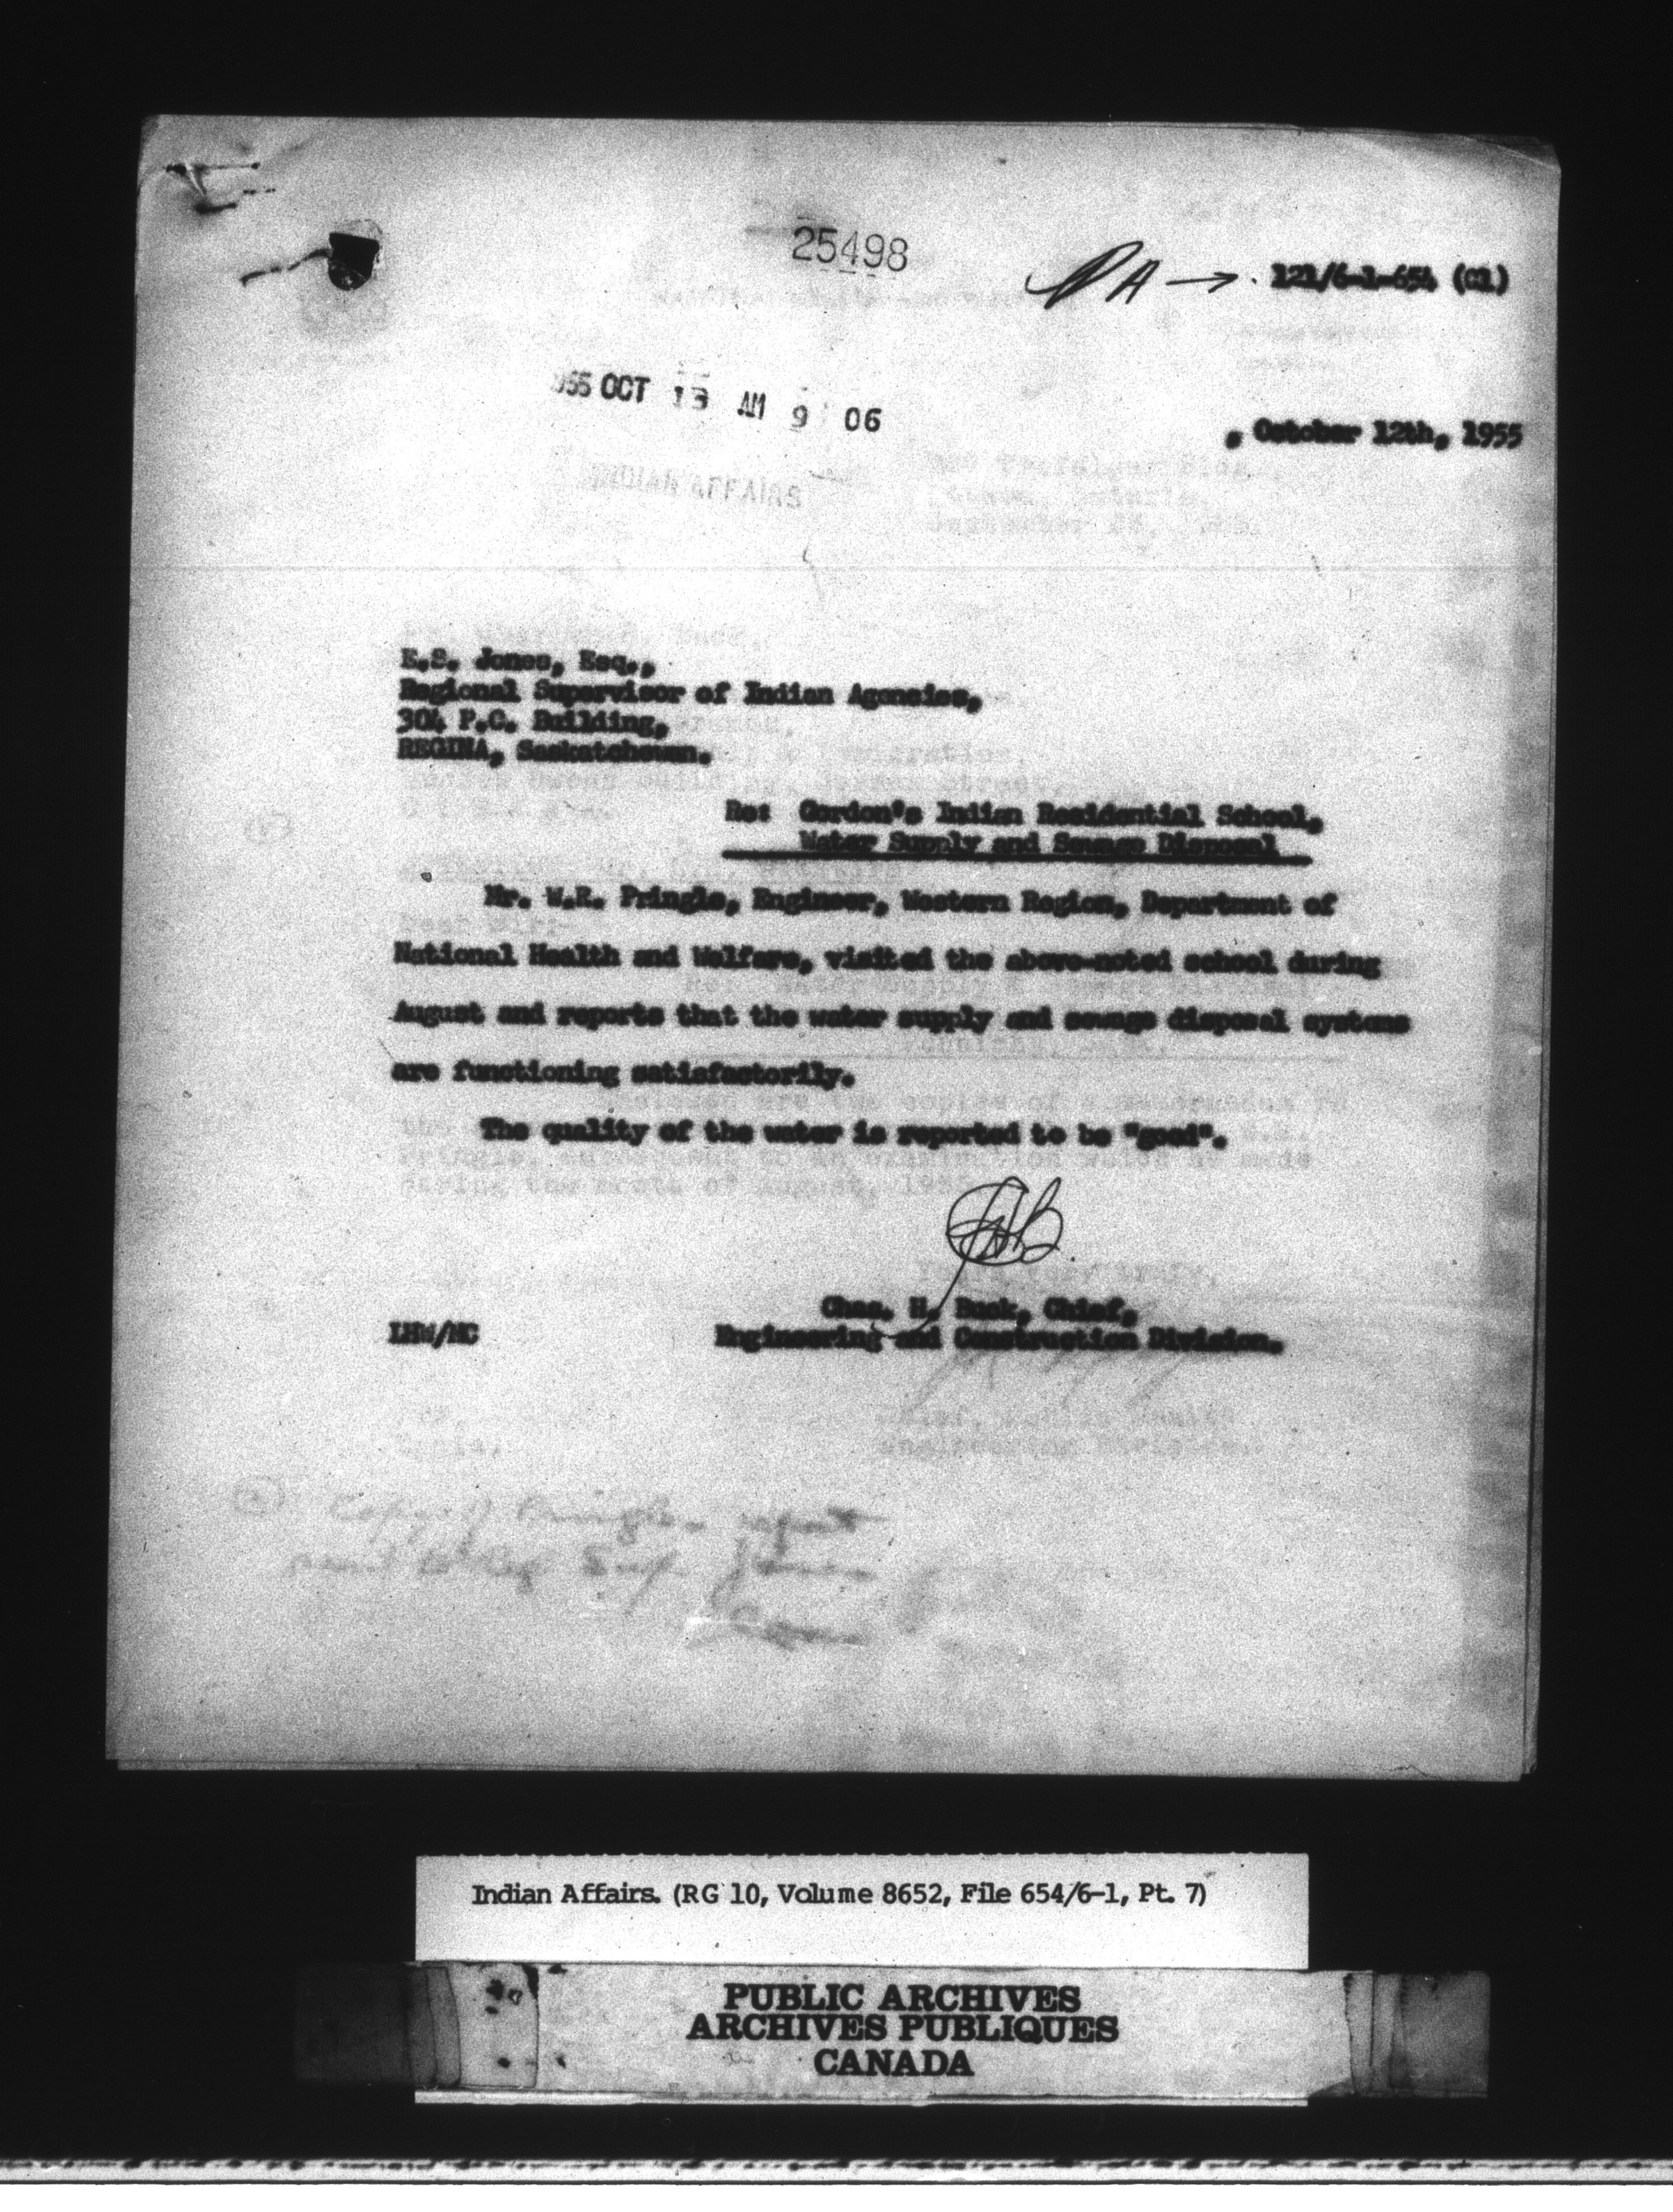 25498
PA → 121/6-1-654 (C1)
1955 OCT 13 AM 9 06
, October 12th, 1955
INDIAN AFFAIRS
E.S. Jones, Esq.,
Regional Supervisor of Indian Agencies,
304 P.O. Building,
REGINA, Saskatchewan.
Re: Gordon's Indian Residential School,
Water Supply and Sewage Disposal
Mr. W.R. Pringle, Engineer, Western Region, Department of
National Health and Welfare, visited the above-noted school during
August and reports that the water supply and sewage disposal systems
are functioning satisfactorily.
The quality of the water is reported to be "good".
CHB
Chas. H. Buck, Chief,
LHW/MC Engineering and Construction Division.
Indian Affairs. (RG 10, Volume 8652, File 654/6-1, Pt. 7)
PUBLIC ARCHIVES
ARCHIVES PUBLIQUES
CANADA